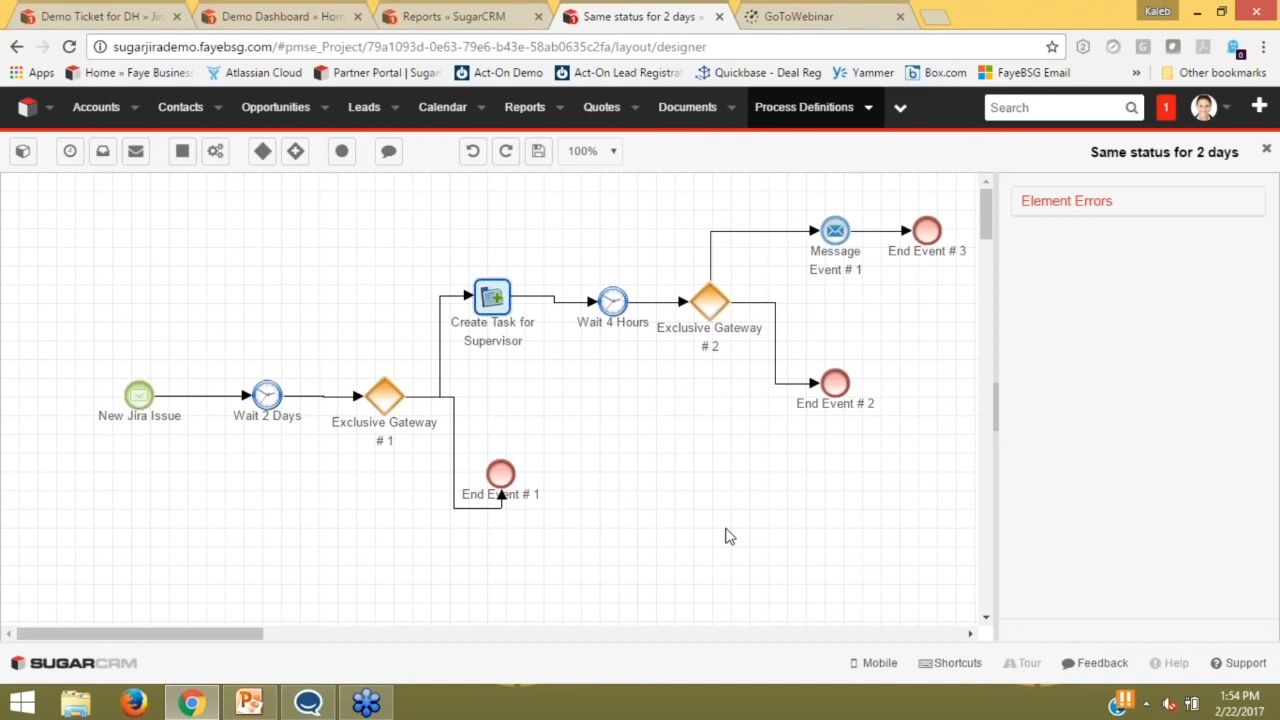 Demo Ticket for DH » Jir
Demo Dashboard » Hom
Reports » SugarCRM
Same status for 2 days »
GoToWebinar
Kaleb
sugarjirademo.fayebsg.com/#pmse_Project/79a1093d-0e63-79e6-b43e-58ab0635c2fa/layout/designer
Apps
Home » Faye Busines
Atlassian Cloud
Partner Portal | Sugar
Act-On Demo
Act-On Lead Registra
Quickbase - Deal Reg
Yammer
Box.com
FayeBSG Email
»
Other bookmarks
Accounts
Contacts
Opportunities
Leads
Calendar
Reports
Quotes
Documents
Process Definitions
Search
1
100%
Same status for 2 days
Element Errors
Message
Event # 1
End Event # 3
Create Task for
Supervisor
Wait 4 Hours
Exclusive Gateway
# 2
End Event # 2
New Jira Issue
Wait 2 Days
Exclusive Gateway
# 1
End Event # 1
SUGARCRM
Mobile
Shortcuts
Tour
Feedback
Help
Support
1:54 PM
2/22/2017